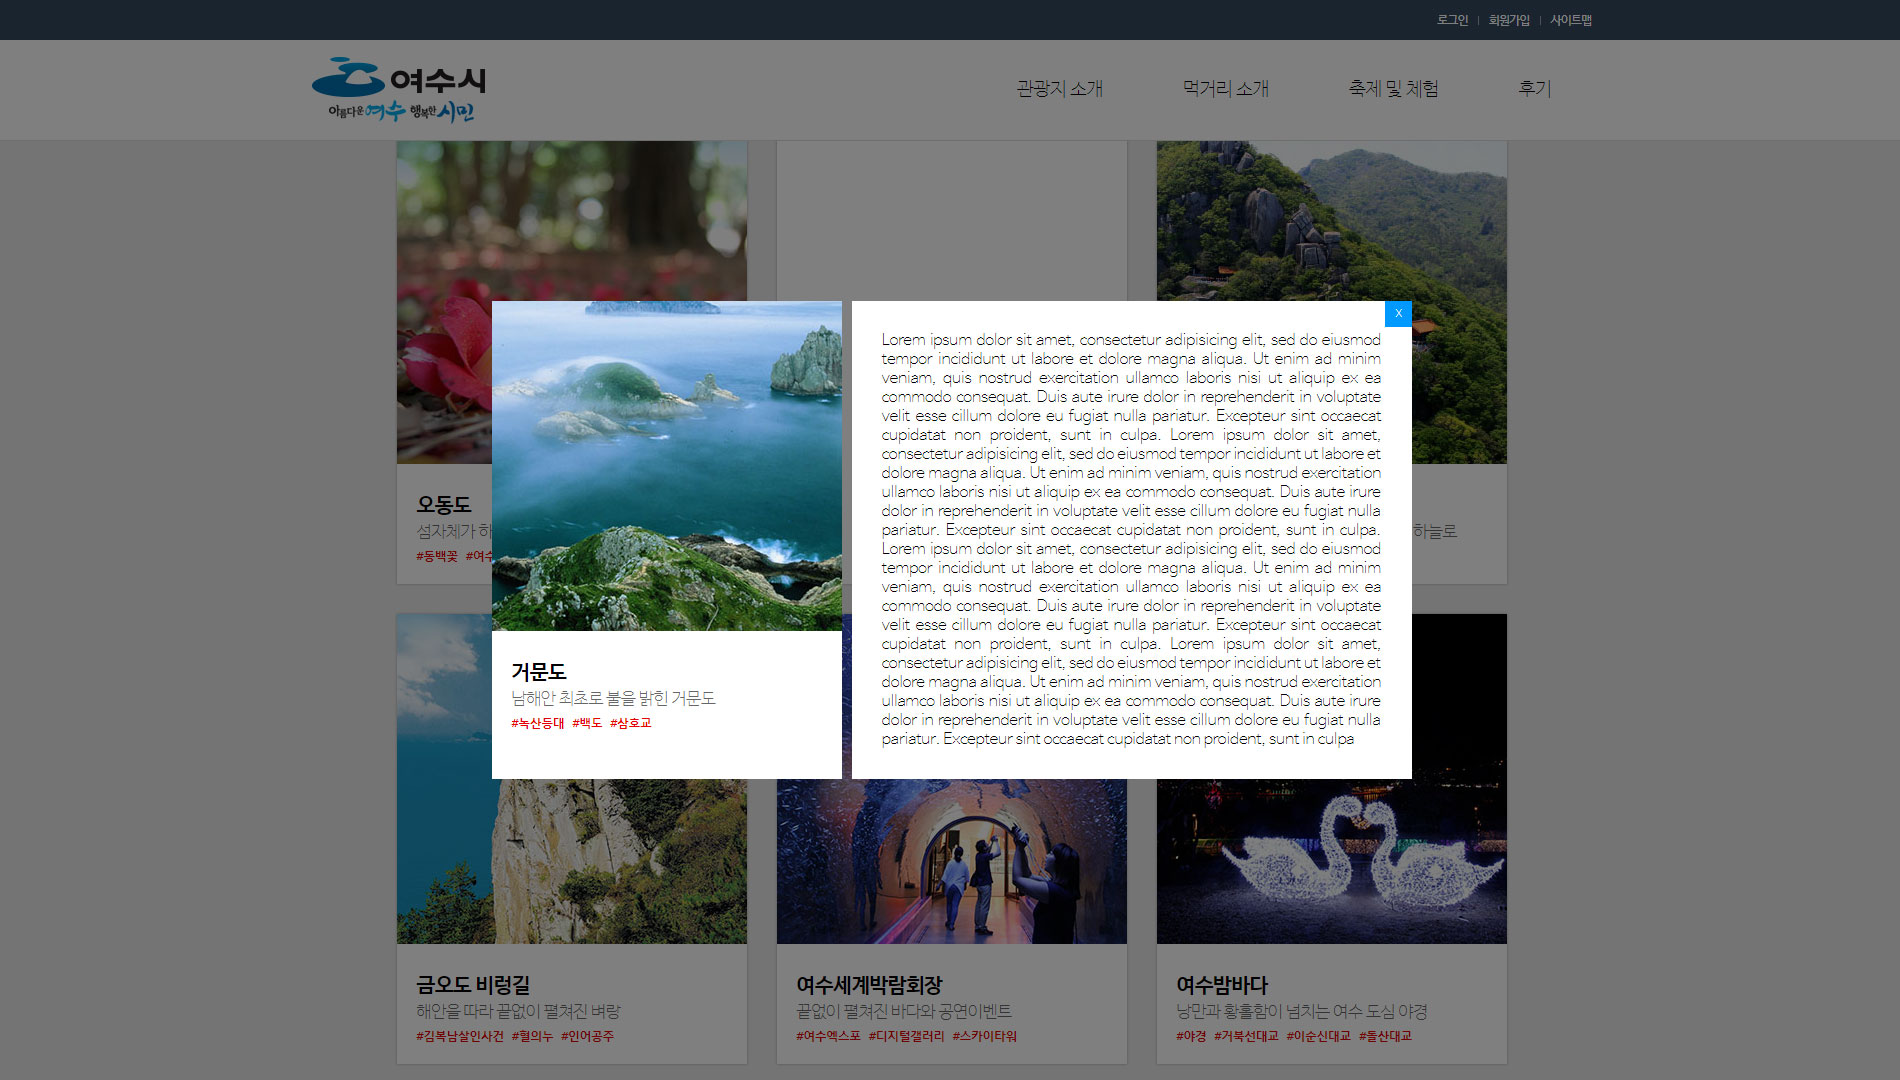 로그인 | 회원가입 | 사이트맵
여수시
아름다운 여수 행복한 시민
관광지 소개 먹거리 소개 축제 및 체험 후기
오동도
섬자체가 하
#동백꽃 #여수
하늘로
거문도
남해안 최초로 불을 밝힌 거문도
#녹산등대 #백도 #삼호교
X
Lorem ipsum dolor sit amet, consectetur adipisicing elit, sed do eiusmod
tempor incididunt ut labore et dolore magna aliqua. Ut enim ad minim
veniam, quis nostrud exercitation ullamco laboris nisi ut aliquip ex ea
commodo consequat. Duis aute irure dolor in reprehenderit in voluptate
velit esse cillum dolore eu fugiat nulla pariatur. Excepteur sint occaecat
cupidatat non proident, sunt in culpa. Lorem ipsum dolor sit amet,
consectetur adipisicing elit, sed do eiusmod tempor incididunt ut labore et
dolore magna aliqua. Ut enim ad minim veniam, quis nostrud exercitation
ullamco laboris nisi ut aliquip ex ea commodo consequat. Duis aute irure
dolor in reprehenderit in voluptate velit esse cillum dolore eu fugiat nulla
pariatur. Excepteur sint occaecat cupidatat non proident, sunt in culpa.
Lorem ipsum dolor sit amet, consectetur adipisicing elit, sed do eiusmod
tempor incididunt ut labore et dolore magna aliqua. Ut enim ad minim
veniam, quis nostrud exercitation ullamco laboris nisi ut aliquip ex ea
commodo consequat. Duis aute irure dolor in reprehenderit in voluptate
velit esse cillum dolore eu fugiat nulla pariatur. Excepteur sint occaecat
cupidatat non proident, sunt in culpa. Lorem ipsum dolor sit amet,
consectetur adipisicing elit, sed do eiusmod tempor incididunt ut labore et
dolore magna aliqua. Ut enim ad minim veniam, quis nostrud exercitation
ullamco laboris nisi ut aliquip ex ea commodo consequat. Duis aute irure
dolor in reprehenderit in voluptate velit esse cillum dolore eu fugiat nulla
pariatur. Excepteur sint occaecat cupidatat non proident, sunt in culpa
금오도 비렁길
해안을 따라 끝없이 펼쳐진 벼랑
#김복남살인사건 #혈의누 #인어공주
여수세계박람회장
끝없이 펼쳐진 바다와 공연이벤트
#여수엑스포 #디지털갤러리 #스카이타워
여수밤바다
낭만과 황홀함이 넘치는 여수 도심 야경
#야경 #거북선대교 #이순신대교 #돌산대교